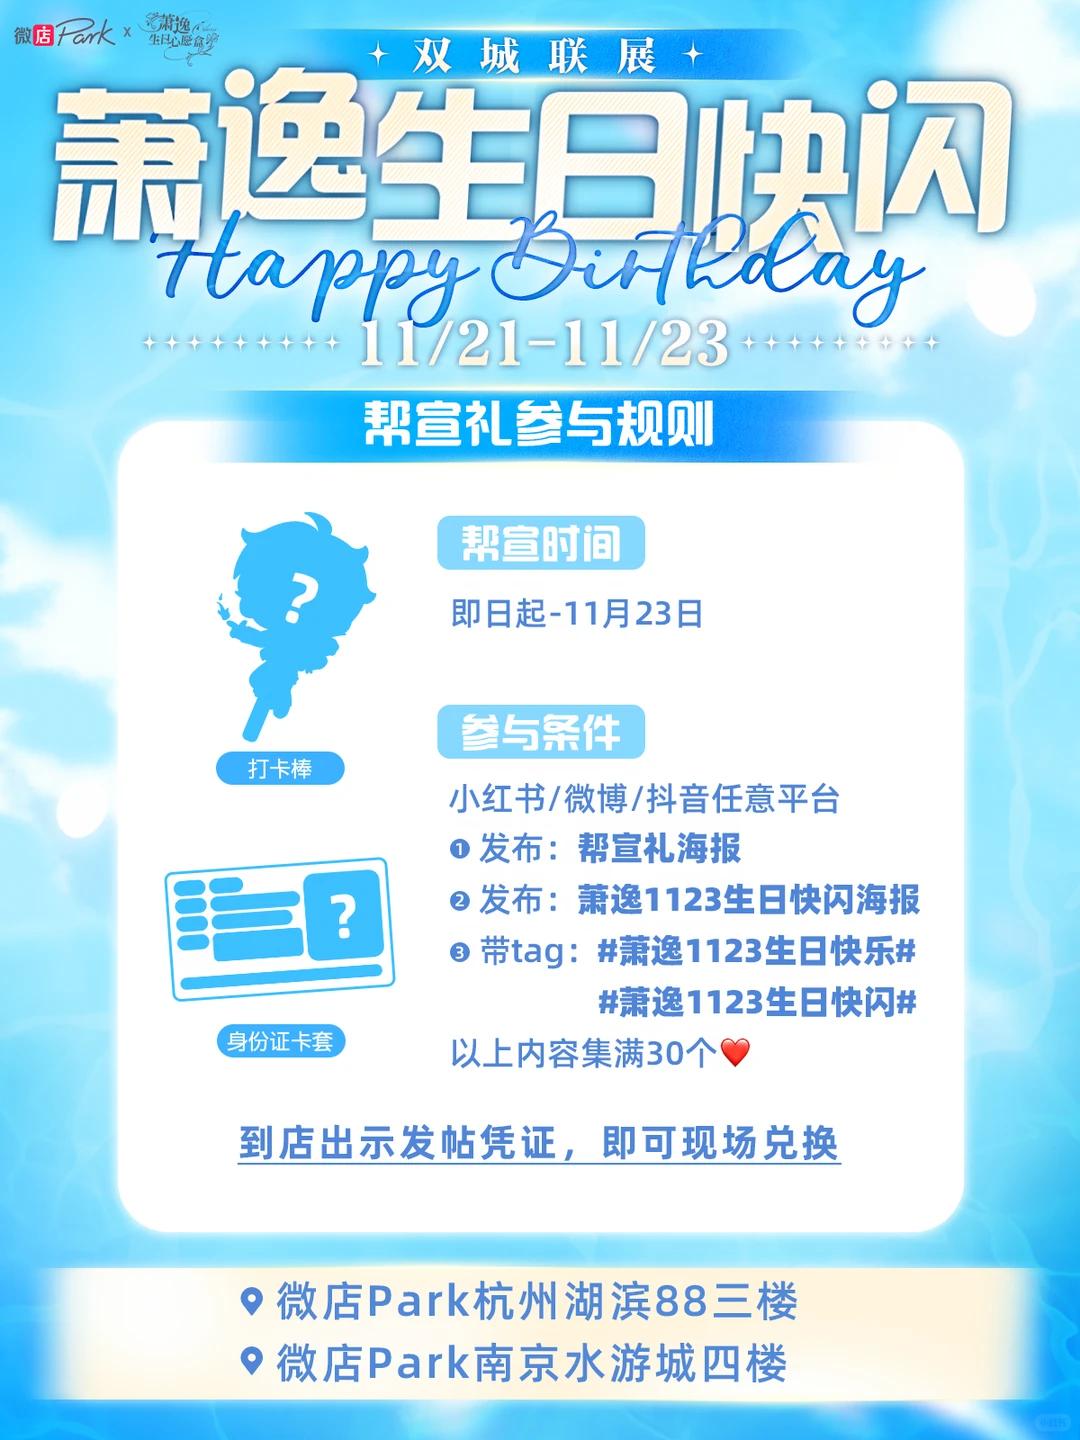 微店Park x 萧逸生日心愿盒
双城联展
萧逸生日快闪
Happy Birthday
11/21-11/23
帮宣礼参与规则
帮宣时间
即日起-11月23日
打卡棒
参与条件
小红书/微博/抖音任意平台
❶ 发布：帮宣礼海报
❷ 发布：萧逸1123生日快闪海报
❸ 带tag：#萧逸1123生日快乐#
#萧逸1123生日快闪#
以上内容集满30个❤️
身份证卡套
到店出示发帖凭证，即可现场兑换
微店Park杭州湖滨88三楼
微店Park南京水游城四楼
小红书